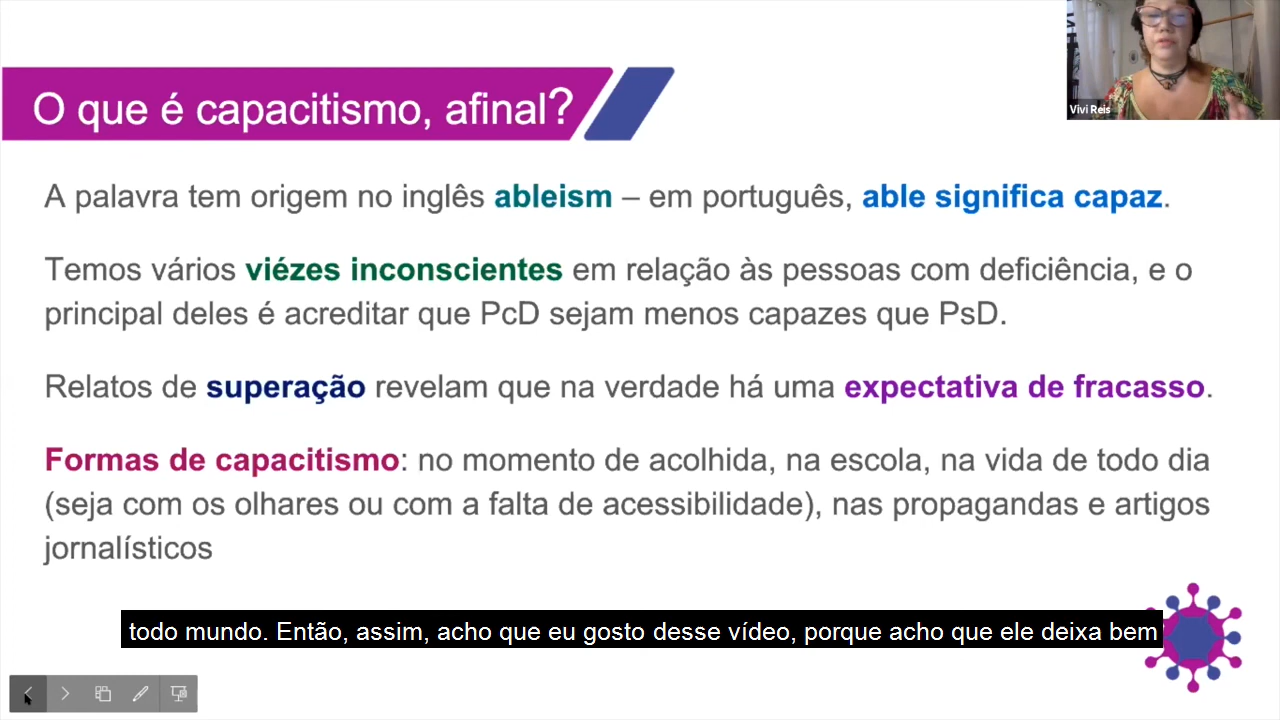 O que é capacitismo, afinal?
Vivi Reis
A palavra tem origem no inglês ableism – em português, able significa capaz.
Temos vários viézes inconscientes em relação às pessoas com deficiência, e o
principal deles é acreditar que PcD sejam menos capazes que PsD.
Relatos de superação revelam que na verdade há uma expectativa de fracasso.
Formas de capacitismo: no momento de acolhida, na escola, na vida de todo dia
(seja com os olhares ou com a falta de acessibilidade), nas propagandas e artigos
jornalísticos
todo mundo. Então, assim, acho que eu gosto desse vídeo, porque acho que ele deixa bem